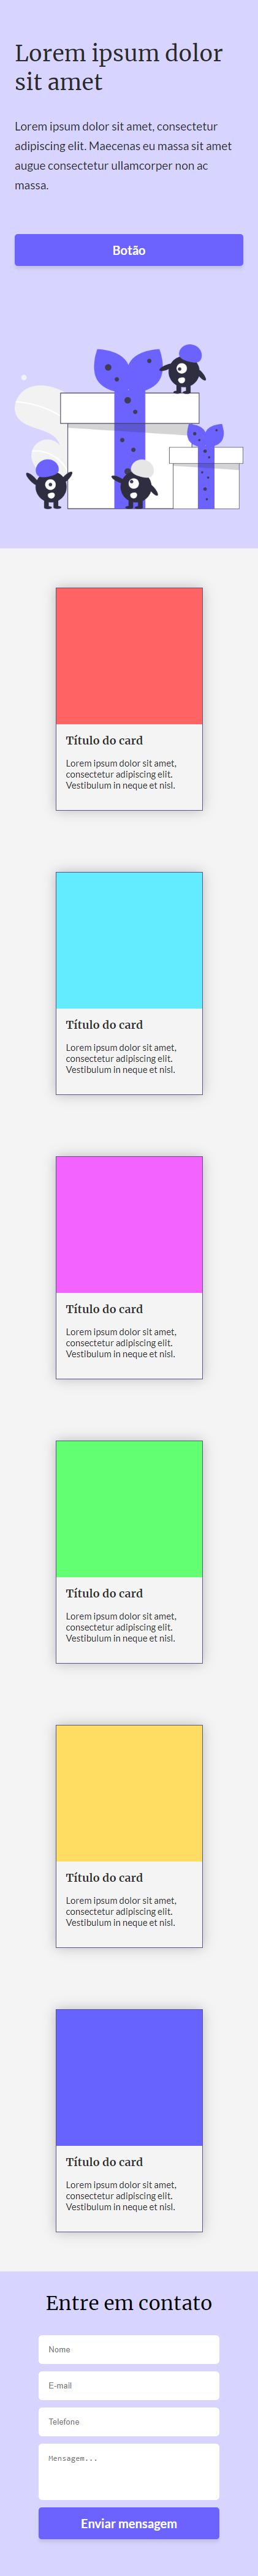 Lorem ipsum dolor
sit amet
Lorem ipsum dolor sit amet, consectetur
adipiscing elit. Maecenas eu massa sit amet
augue consectetur ullamcorper non ac
massa.
Botão
Título do card
Lorem ipsum dolor sit amet,
consectetur adipiscing elit.
Vestibulum in neque et nisl.
Título do card
Lorem ipsum dolor sit amet,
consectetur adipiscing elit.
Vestibulum in neque et nisl.
Título do card
Lorem ipsum dolor sit amet,
consectetur adipiscing elit.
Vestibulum in neque et nisl.
Título do card
Lorem ipsum dolor sit amet,
consectetur adipiscing elit.
Vestibulum in neque et nisl.
Título do card
Lorem ipsum dolor sit amet,
consectetur adipiscing elit.
Vestibulum in neque et nisl.
Título do card
Lorem ipsum dolor sit amet,
consectetur adipiscing elit.
Vestibulum in neque et nisl.
Entre em contato
Nome
E-mail
Telefone
Mensagem...
Enviar mensagem